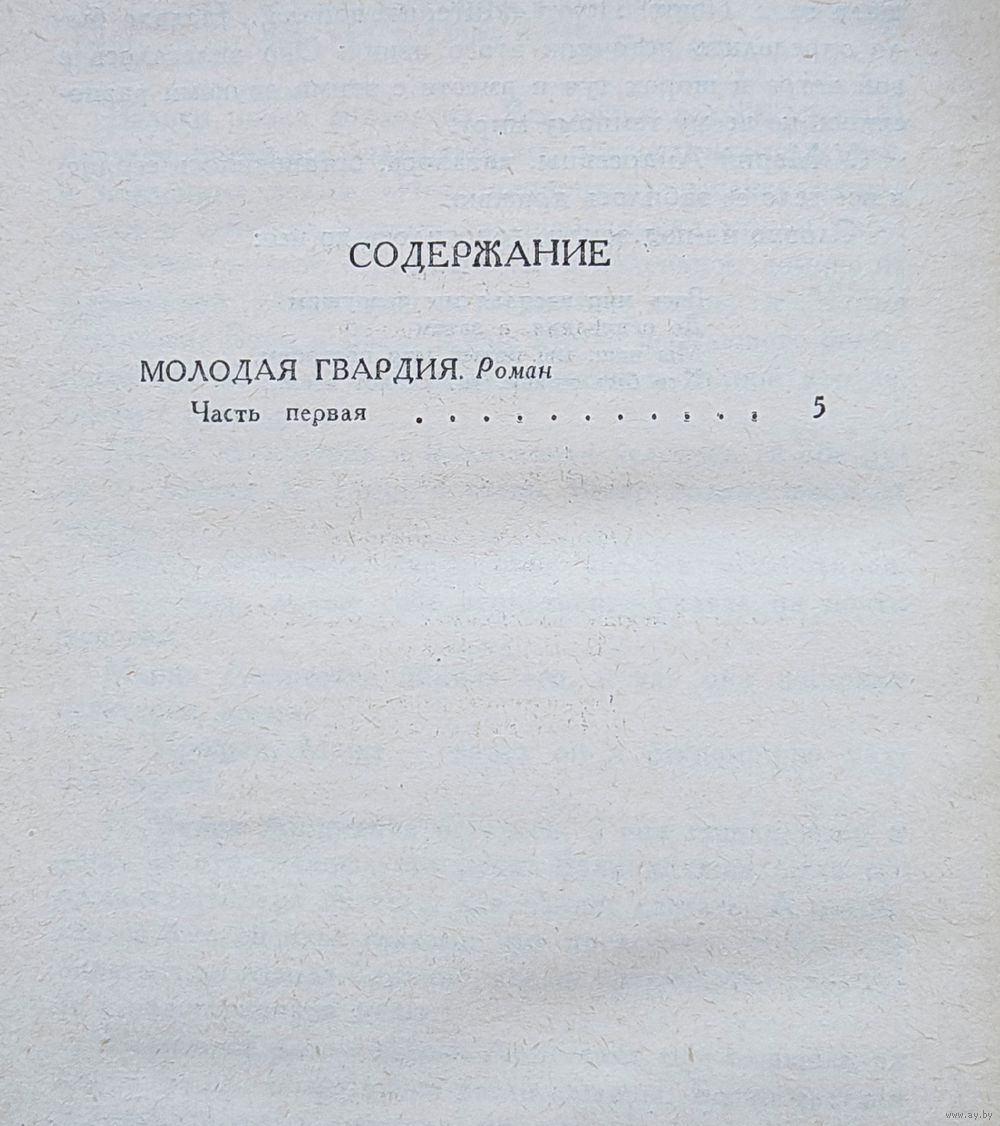 СОДЕРЖАНИЕ
МОЛОДАЯ ГВАРДИЯ. Роман
Часть первая . . . . . . . . . . . 5
www.ay.by